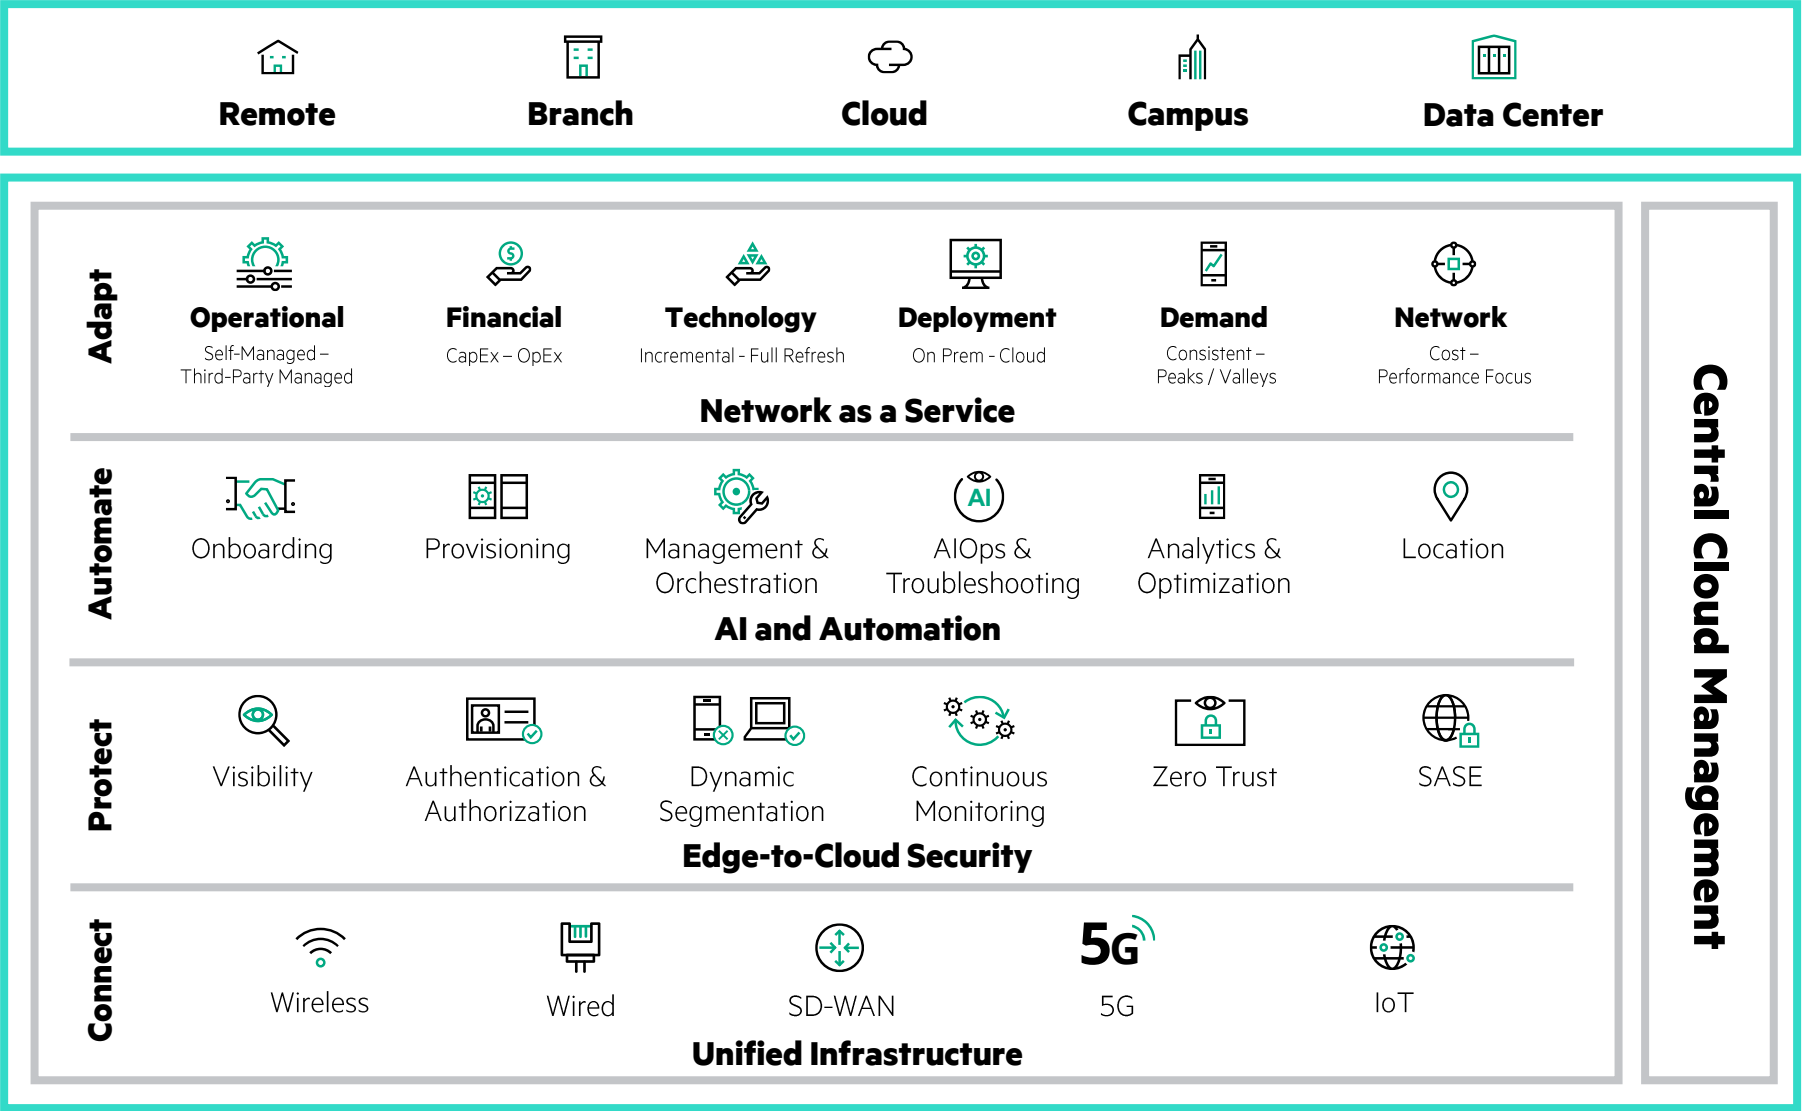 Remote
Branch
Cloud
Campus
Data Center
Adapt
Operational
Self-Managed –
Third-Party Managed
Financial
CapEx – OpEx
Technology
Incremental - Full Refresh
Deployment
On Prem - Cloud
Demand
Consistent –
Peaks / Valleys
Network
Cost –
Performance Focus
Network as a Service
Automate
Onboarding
Provisioning
Management &
Orchestration
AI
AIOps &
Troubleshooting
Analytics &
Optimization
Location
AI and Automation
Protect
Visibility
Authentication &
Authorization
Dynamic
Segmentation
Continuous
Monitoring
Zero Trust
SASE
Edge-to-Cloud Security
Connect
Wireless
Wired
SD-WAN
5G
5G
IoT
Unified Infrastructure
Central Cloud Management